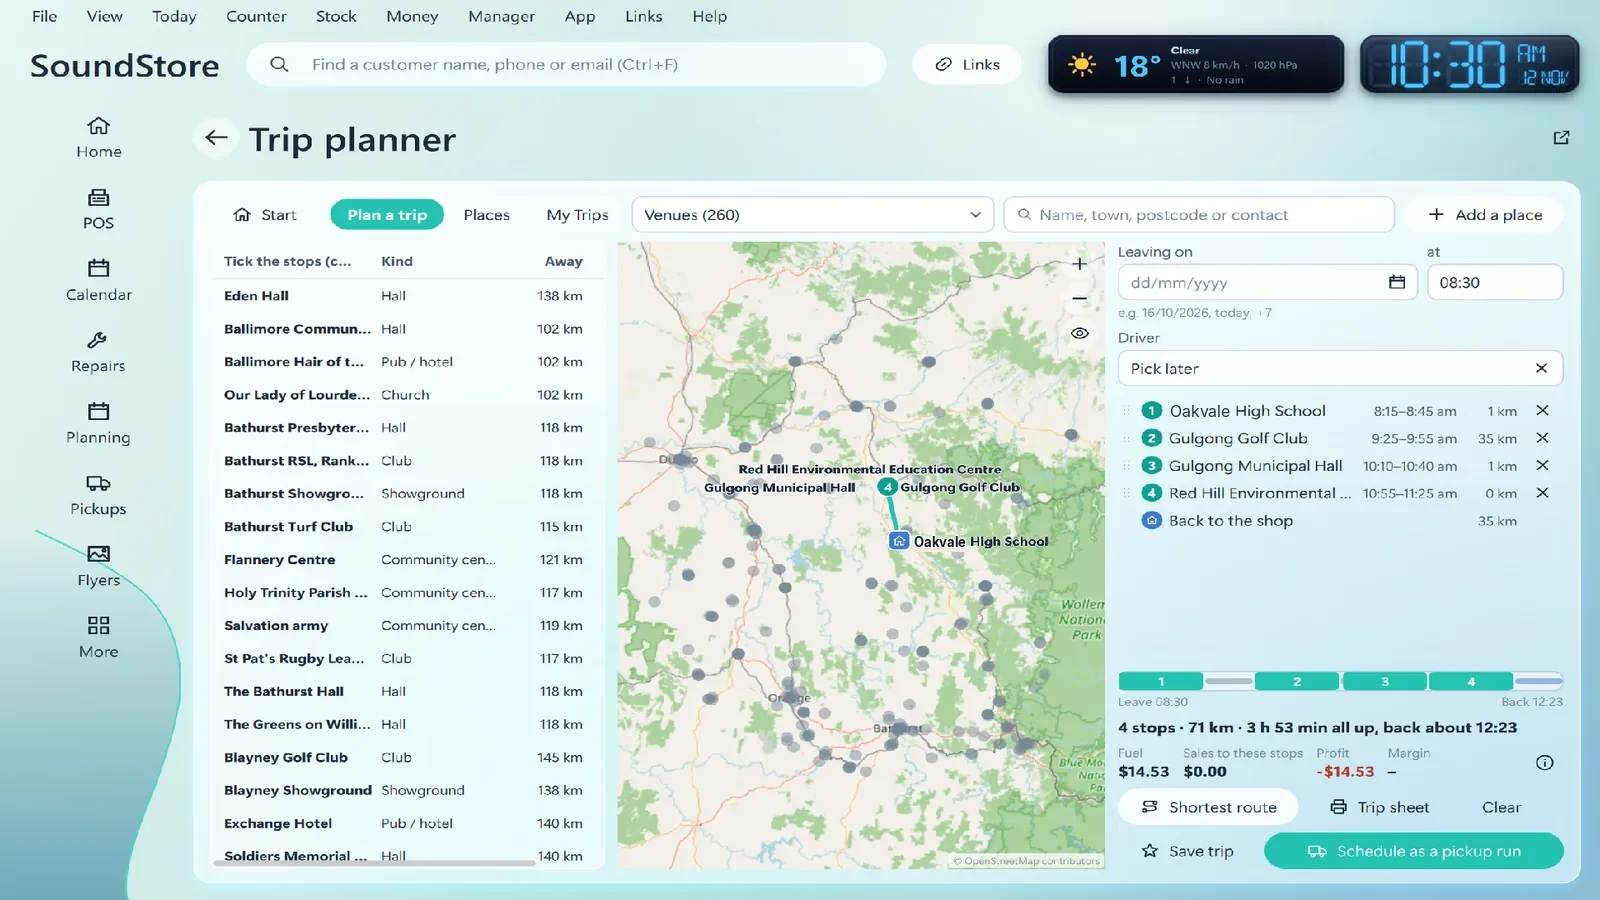 File View Today Counter Stock Money Manager App Links Help
SoundStore
Find a customer name, phone or email (Ctrl+F)
Links
18° Clear
WNW 8 km/h · 1020 hPa
↑ ↓ · No rain
10:30 AM
12 NOV
Home
POS
Calendar
Repairs
Planning
Pickups
Flyers
More
Trip planner
Start Plan a trip Places My Trips
Venues (260)
Name, town, postcode or contact
+ Add a place
Tick the stops (c... Kind Away
Eden Hall Hall 138 km
Ballimore Commun... Hall 102 km
Ballimore Hair of t... Pub / hotel 102 km
Our Lady of Lourde... Church 102 km
Bathurst Presbyter... Hall 118 km
Bathurst RSL, Rank... Club 118 km
Bathurst Showgro... Showground 118 km
Bathurst Turf Club Club 115 km
Flannery Centre Community cen... 121 km
Holy Trinity Parish ... Community cen... 117 km
Salvation army Community cen... 119 km
St Pat's Rugby Lea... Club 117 km
The Bathurst Hall Hall 118 km
The Greens on Willi... Hall 118 km
Blayney Golf Club Club 145 km
Blayney Showground Showground 138 km
Exchange Hotel Pub / hotel 140 km
Soldiers Memorial ... Hall 140 km
Red Hill Environmental Education Centre
Gulgong Municipal Hall 4 Gulgong Golf Club
Oakvale High School
Wollem
Nation
Park
Blue Mo
Natio
Pa
© OpenStreetMap contributors
Leaving on at
dd/mm/yyyy 08:30
e.g. 16/10/2026, today, +7
Driver
Pick later
1 Oakvale High School 8:15–8:45 am 1 km
2 Gulgong Golf Club 9:25–9:55 am 35 km
3 Gulgong Municipal Hall 10:10–10:40 am 1 km
4 Red Hill Environmental ... 10:55–11:25 am 0 km
Back to the shop 35 km
1 2 3 4
Leave 08:30 Back 12:23
4 stops · 71 km · 3 h 53 min all up, back about 12:23
Fuel Sales to these stops Profit Margin
$14.53 $0.00 -$14.53 –
Shortest route Trip sheet Clear
Save trip Schedule as a pickup run